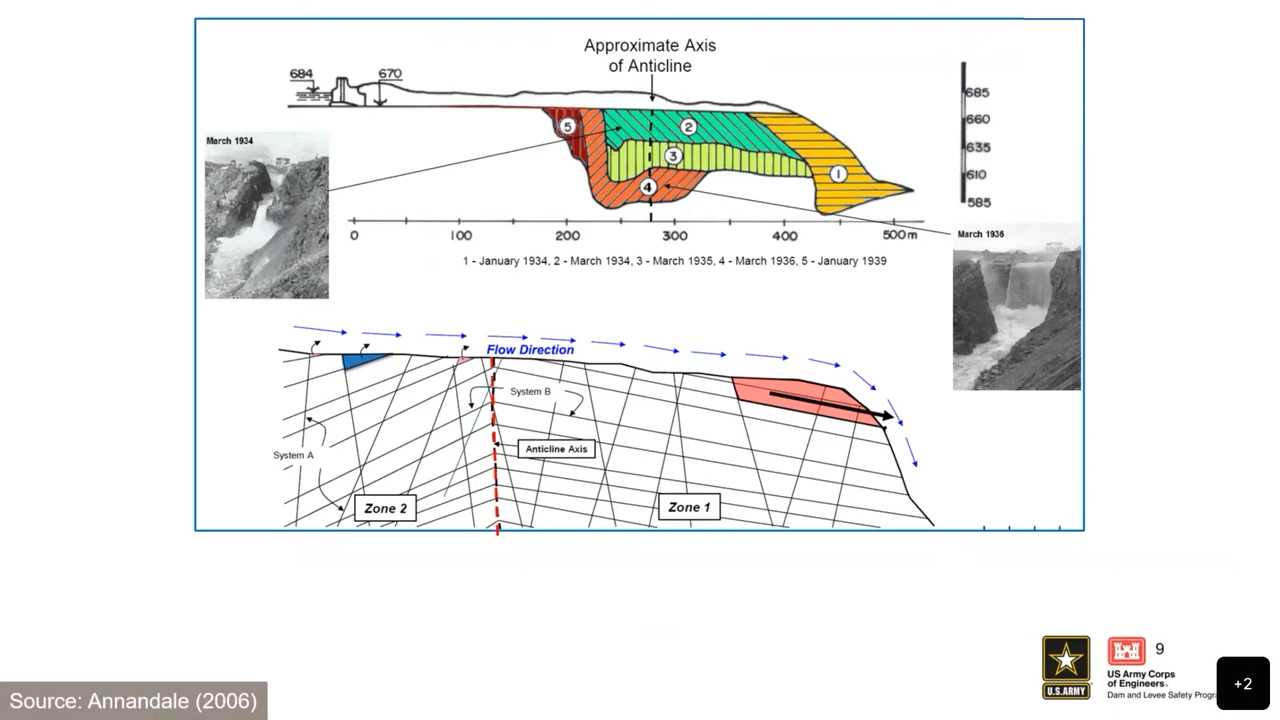 Approximate Axis
of Anticline
684
670
685
660
635
610
585
March 1934
5
2
3
4
1
0
100
200
300
400
500m
March 1936
1 - January 1934, 2 - March 1934, 3 - March 1935, 4 - March 1936, 5 - January 1939
Flow Direction
System B
Anticline Axis
System A
Zone 2
Zone 1
9
U.S.ARMY
US Army Corps
of Engineers®
Dam and Levee Safety
+2
Source: Annandale (2006)